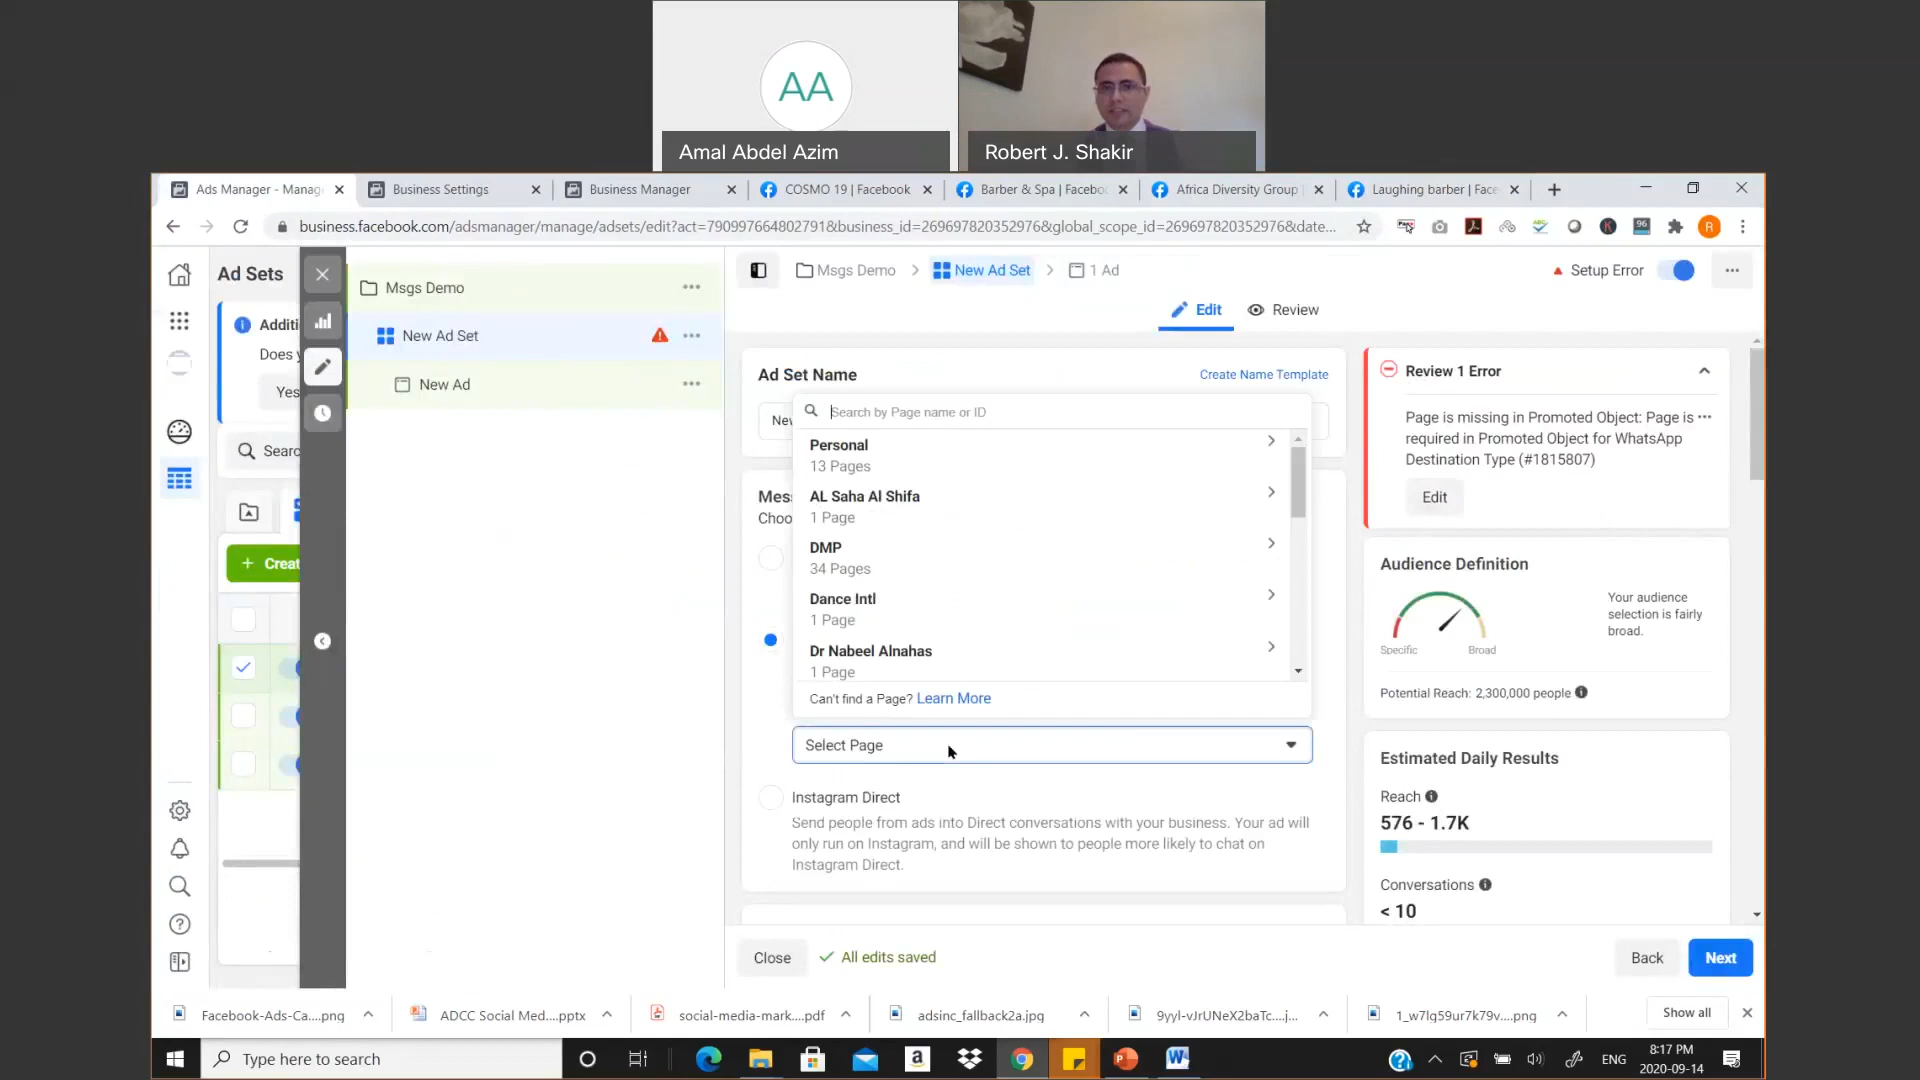 AA
Amal Abdel Azim
Robert J. Shakir
Ads Manager - Manag
Business Settings
Business Manager
COSMO 19 | Facebook
Barber & Spa | Facebo
Africa Diversity Group |
Laughing barber | Face
business.facebook.com/adsmanager/manage/adsets/edit?act=790997664802791&business_id=269697820352976&global_scope_id=269697820352976&date...
96
R
Ad Sets
Additi
Does y
Yes
Searc
+ Creat
Msgs Demo
New Ad Set
New Ad
Msgs Demo > New Ad Set > 1 Ad
Setup Error
Edit
Review
Ad Set Name
Create Name Template
Nev
Search by Page name or ID
Mes
Choo
Personal
13 Pages
AL Saha Al Shifa
1 Page
DMP
34 Pages
Dance Intl
1 Page
Dr Nabeel Alnahas
1 Page
Can't find a Page? Learn More
Select Page
Instagram Direct
Send people from ads into Direct conversations with your business. Your ad will
only run on Instagram, and will be shown to people more likely to chat on
Instagram Direct.
Review 1 Error
Page is missing in Promoted Object: Page is
required in Promoted Object for WhatsApp
Destination Type (#1815807)
Edit
Audience Definition
Your audience
selection is fairly
broad.
Specific
Broad
Potential Reach: 2,300,000 people
Estimated Daily Results
Reach
576 - 1.7K
Conversations
< 10
Close
All edits saved
Back
Next
Facebook-Ads-Ca....png
ADCC Social Med....pptx
social-media-mark....pdf
adsinc_fallback2a.jpg
9yyl-vJrUNeX2baTc....j...
1_w7lg59ur7k79v....png
Show all
Type here to search
ENG
8:17 PM
2020-09-14